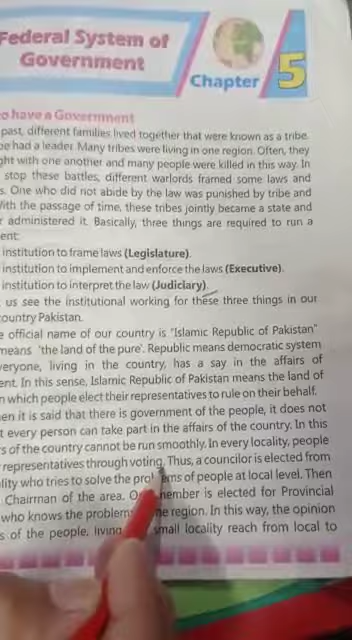 Federal System of
Government
Chapter 5
o have a Government
past, different families lived together that were known as a tribe.
be had a leader. Many tribes were living in one region. Often, they
ght with one another and many people were killed in this way. In
stop these battles, different warlords framed some laws and
s. One who did not abide by the law was punished by tribe and
With the passage of time, these tribes jointly became a state and
r administered it. Basically, three things are required to run a
ent:
institution to frame laws (Legislature).
institution to implement and enforce the laws (Executive).
institution to interpret the law (Judiciary).
us see the institutional working for these three things in our
ountry Pakistan.
e official name of our country is "Islamic Republic of Pakistan"
means 'the land of the pure'. Republic means democratic system
veryone, living in the country, has a say in the affairs of
ent. In this sense, Islamic Republic of Pakistan means the land of
n which people elect their representatives to rule on their behalf.
en it is said that there is government of the people, it does not
t every person can take part in the affairs of the country. In this
rs of the country cannot be run smoothly. In every locality, people
representatives through voting. Thus, a councilor is elected from
lity who tries to solve the ms of people at local level. Then
Chairman of the area. member is elected for Provincial
who knows the problem region. In this way, the opinion
s of the people, living small locality reach from local to